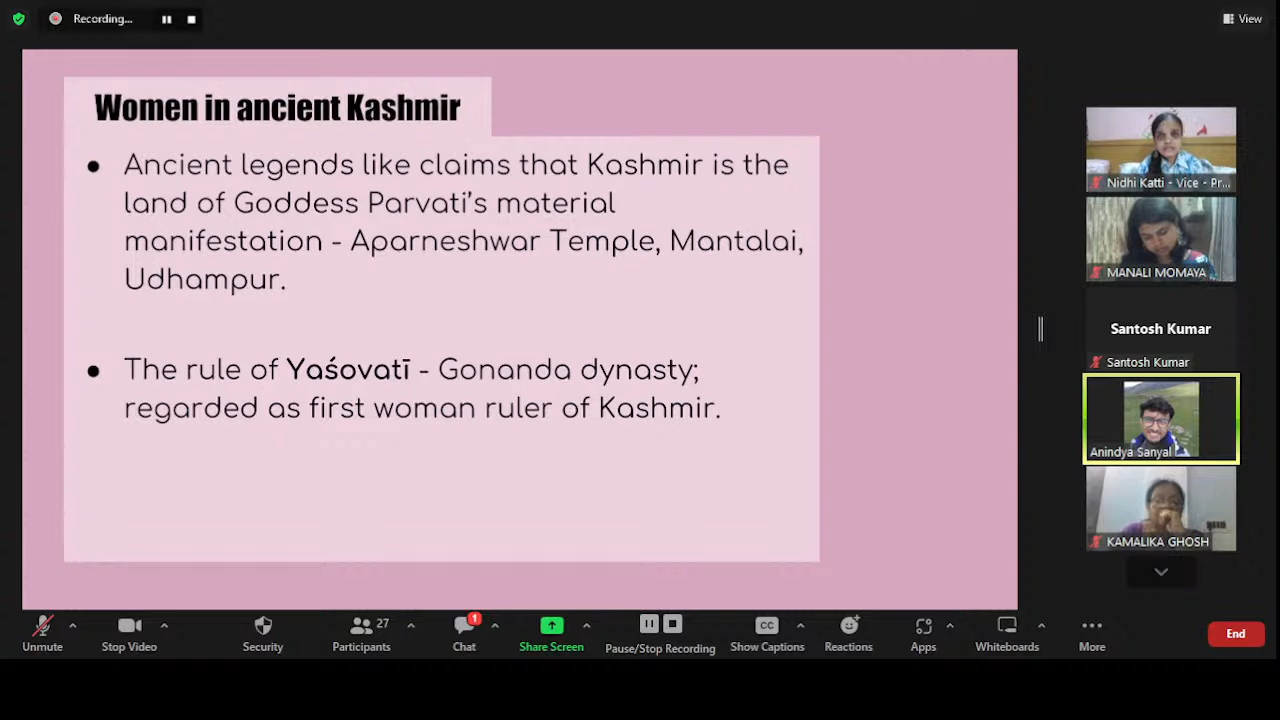 Recording...
View
Women in ancient Kashmir
● Ancient legends like claims that Kashmir is the
land of Goddess Parvati's material
manifestation - Aparneshwar Temple, Mantalai,
Udhampur.
● The rule of Yaśovatī - Gonanda dynasty;
regarded as first woman ruler of Kashmir.
Nidhi Katti - Vice - Pr...
MANALI MOMAYA
Santosh Kumar
Santosh Kumar
Anindya Sanyal
KAMALIKA GHOSH
Unmute
Stop Video
Security
27
Participants
1
Chat
Share Screen
Pause/Stop Recording
CC
Show Captions
Reactions
Apps
Whiteboards
More
End